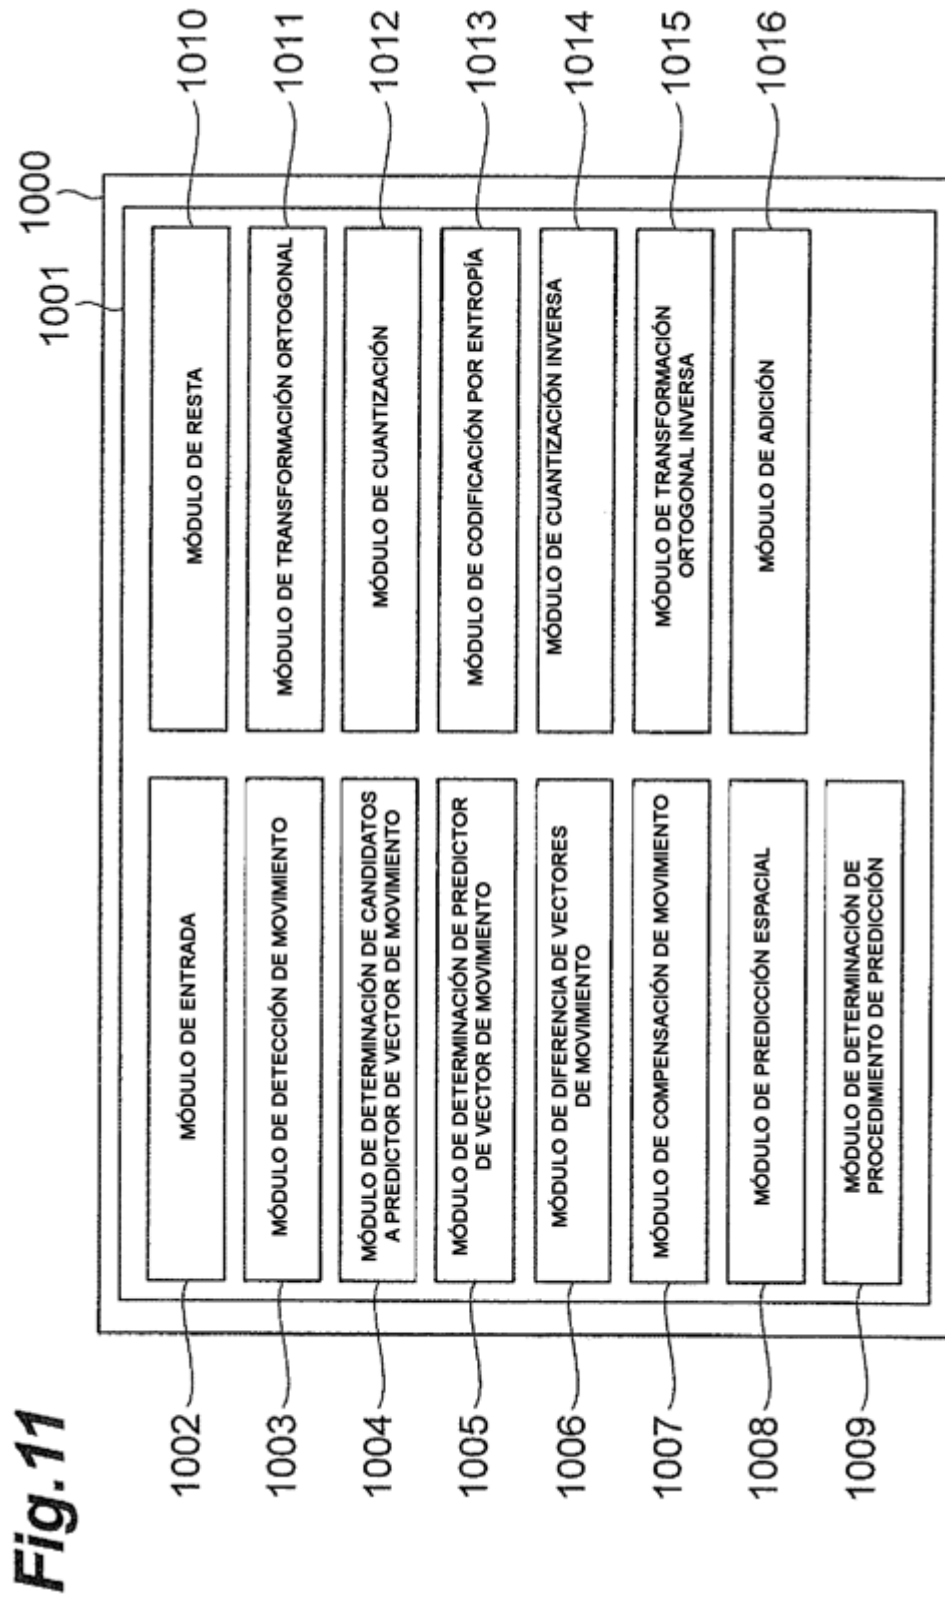 Fig.11
1000
1001
1002
MÓDULO DE ENTRADA
1003
MÓDULO DE DETECCIÓN DE MOVIMIENTO
1004
MÓDULO DE DETERMINACIÓN DE CANDIDATOS
A PREDICTOR DE VECTOR DE MOVIMIENTO
1005
MÓDULO DE DETERMINACIÓN DE PREDICTOR
DE VECTOR DE MOVIMIENTO
1006
MÓDULO DE DIFERENCIA DE VECTORES
DE MOVIMIENTO
1007
MÓDULO DE COMPENSACIÓN DE MOVIMIENTO
1008
MÓDULO DE PREDICCIÓN ESPACIAL
1009
MÓDULO DE DETERMINACIÓN DE
PROCEDIMIENTO DE PREDICCIÓN
MÓDULO DE RESTA
1010
MÓDULO DE TRANSFORMACIÓN ORTOGONAL
1011
MÓDULO DE CUANTIZACIÓN
1012
MÓDULO DE CODIFICACIÓN POR ENTROPÍA
1013
MÓDULO DE CUANTIZACIÓN INVERSA
1014
MÓDULO DE TRANSFORMACIÓN
ORTOGONAL INVERSA
1015
MÓDULO DE ADICIÓN
1016